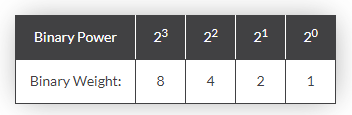 Binary Power 2³ 2² 2¹ 2⁰
Binary Weight: 8 4 2 1